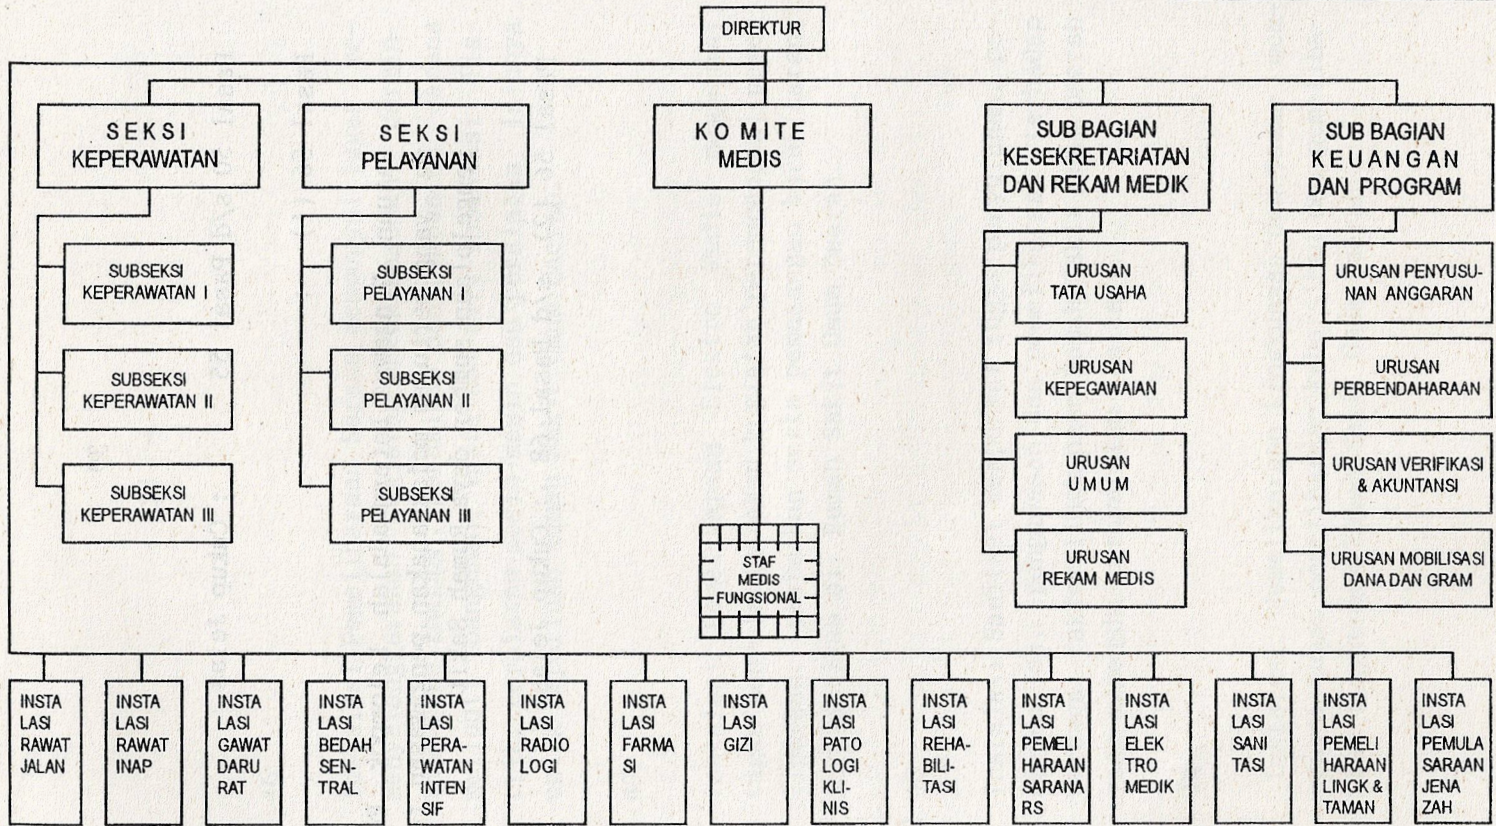 DIREKTUR
SEKSI
KEPERAWATAN
SEKSI
PELAYANAN
KOMITE
MEDIS
SUB BAGIAN
KESEKRETARIATAN
DAN REKAM MEDIK
SUB BAGIAN
KEUANGAN
DAN PROGRAM
SUBSEKSI
KEPERAWATAN I
SUBSEKSI
KEPERAWATAN II
SUBSEKSI
KEPERAWATAN III
SUBSEKSI
PELAYANAN I
SUBSEKSI
PELAYANAN II
SUBSEKSI
PELAYANAN III
STAF
MEDIS
FUNGSIONAL
URUSAN
TATA USAHA
URUSAN
KEPEGAWAIAN
URUSAN
UMUM
URUSAN
REKAM MEDIS
URUSAN PENYUSU-
NAN ANGGARAN
URUSAN
PERBENDAHARAAN
URUSAN VERIFIKASI
& AKUNTANSI
URUSAN MOBILISASI
DANA DAN GRAM
INSTA
LASI
RAWAT
JALAN
INSTA
LASI
RAWAT
INAP
INSTA
LASI
GAWAT
DARU
RAT
INSTA
LASI
BEDAH
SEN-
TRAL
INSTA
LASI
PERA-
WATAN
INTEN
SIF
INSTA
LASI
RADIO
LOGI
INSTA
LASI
FARMA
SI
INSTA
LASI
GIZI
INSTA
LASI
PATO
LOGI
KLI-
NIS
INSTA
LASI
REHA-
BILI-
TASI
INSTA
LASI
PEMELI
HARAAN
SARANA
RS
INSTA
LASI
ELEK
TRO
MEDIK
INSTA
LASI
SANI
TASI
INSTA
LASI
PEMELI
HARAAN
LINGK &
TAMAN
INSTA
LASI
PEMULA
SARAAN
JENA
ZAH